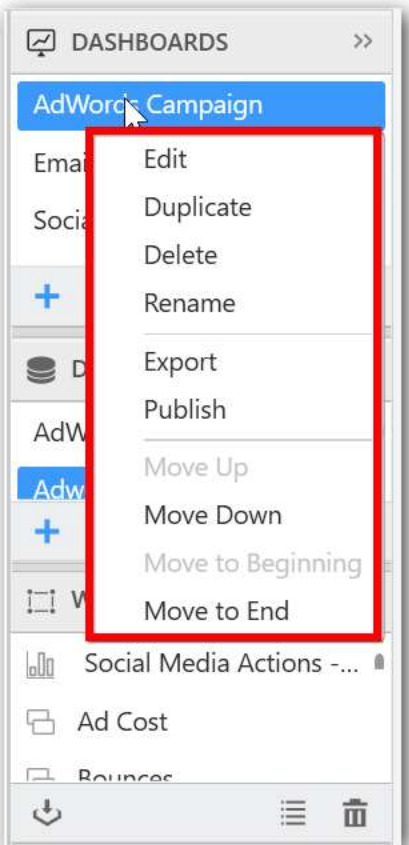 DASHBOARDS
AdWords Campaign
Edit
Duplicate
Delete
Rename
Export
Publish
Move Up
Move Down
Move to Beginning
Move to End
Social Media Actions -...
Ad Cost
Bounces